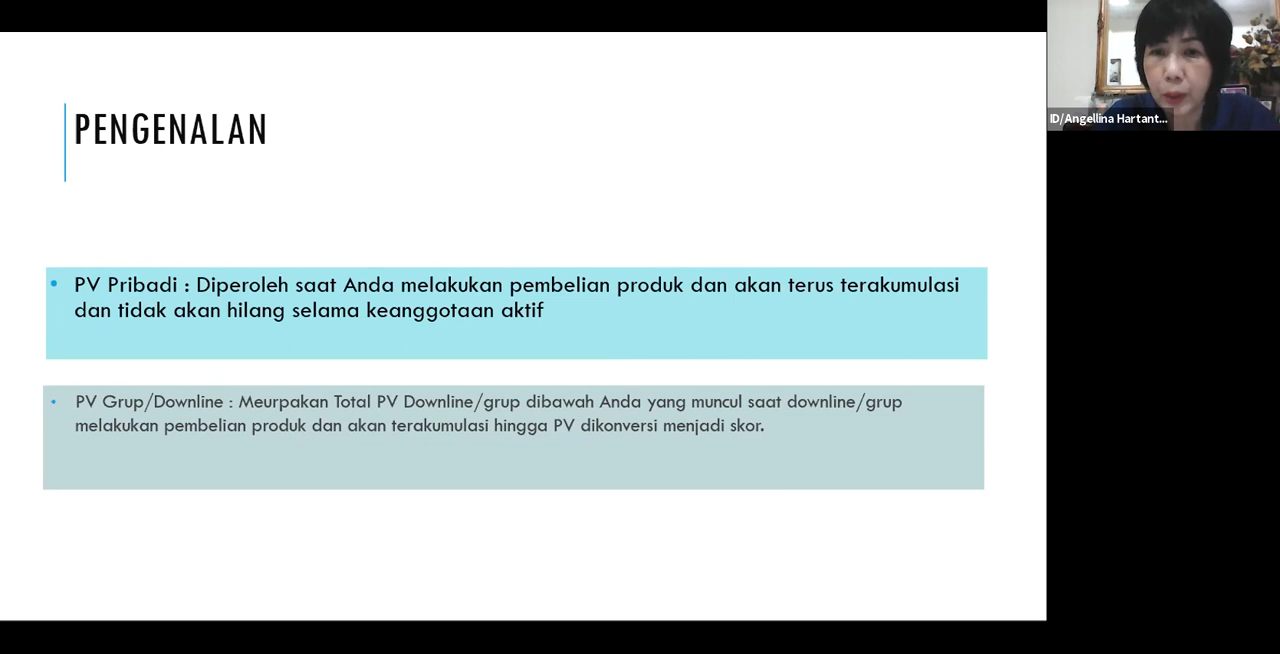 PENGENALAN
• PV Pribadi : Diperoleh saat Anda melakukan pembelian produk dan akan terus terakumulasi
dan tidak akan hilang selama keanggotaan aktif
• PV Grup/Downline : Meurpakan Total PV Downline/grup dibawah Anda yang muncul saat downline/grup
melakukan pembelian produk dan akan terakumulasi hingga PV dikonversi menjadi skor.
ID/Angellina Hartant...